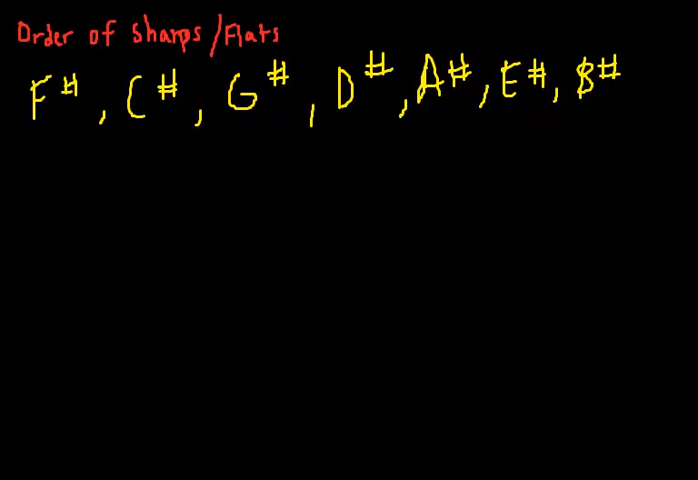 Order of Sharps/Flats
F#, C#, G#, D#, A#, E#, B#